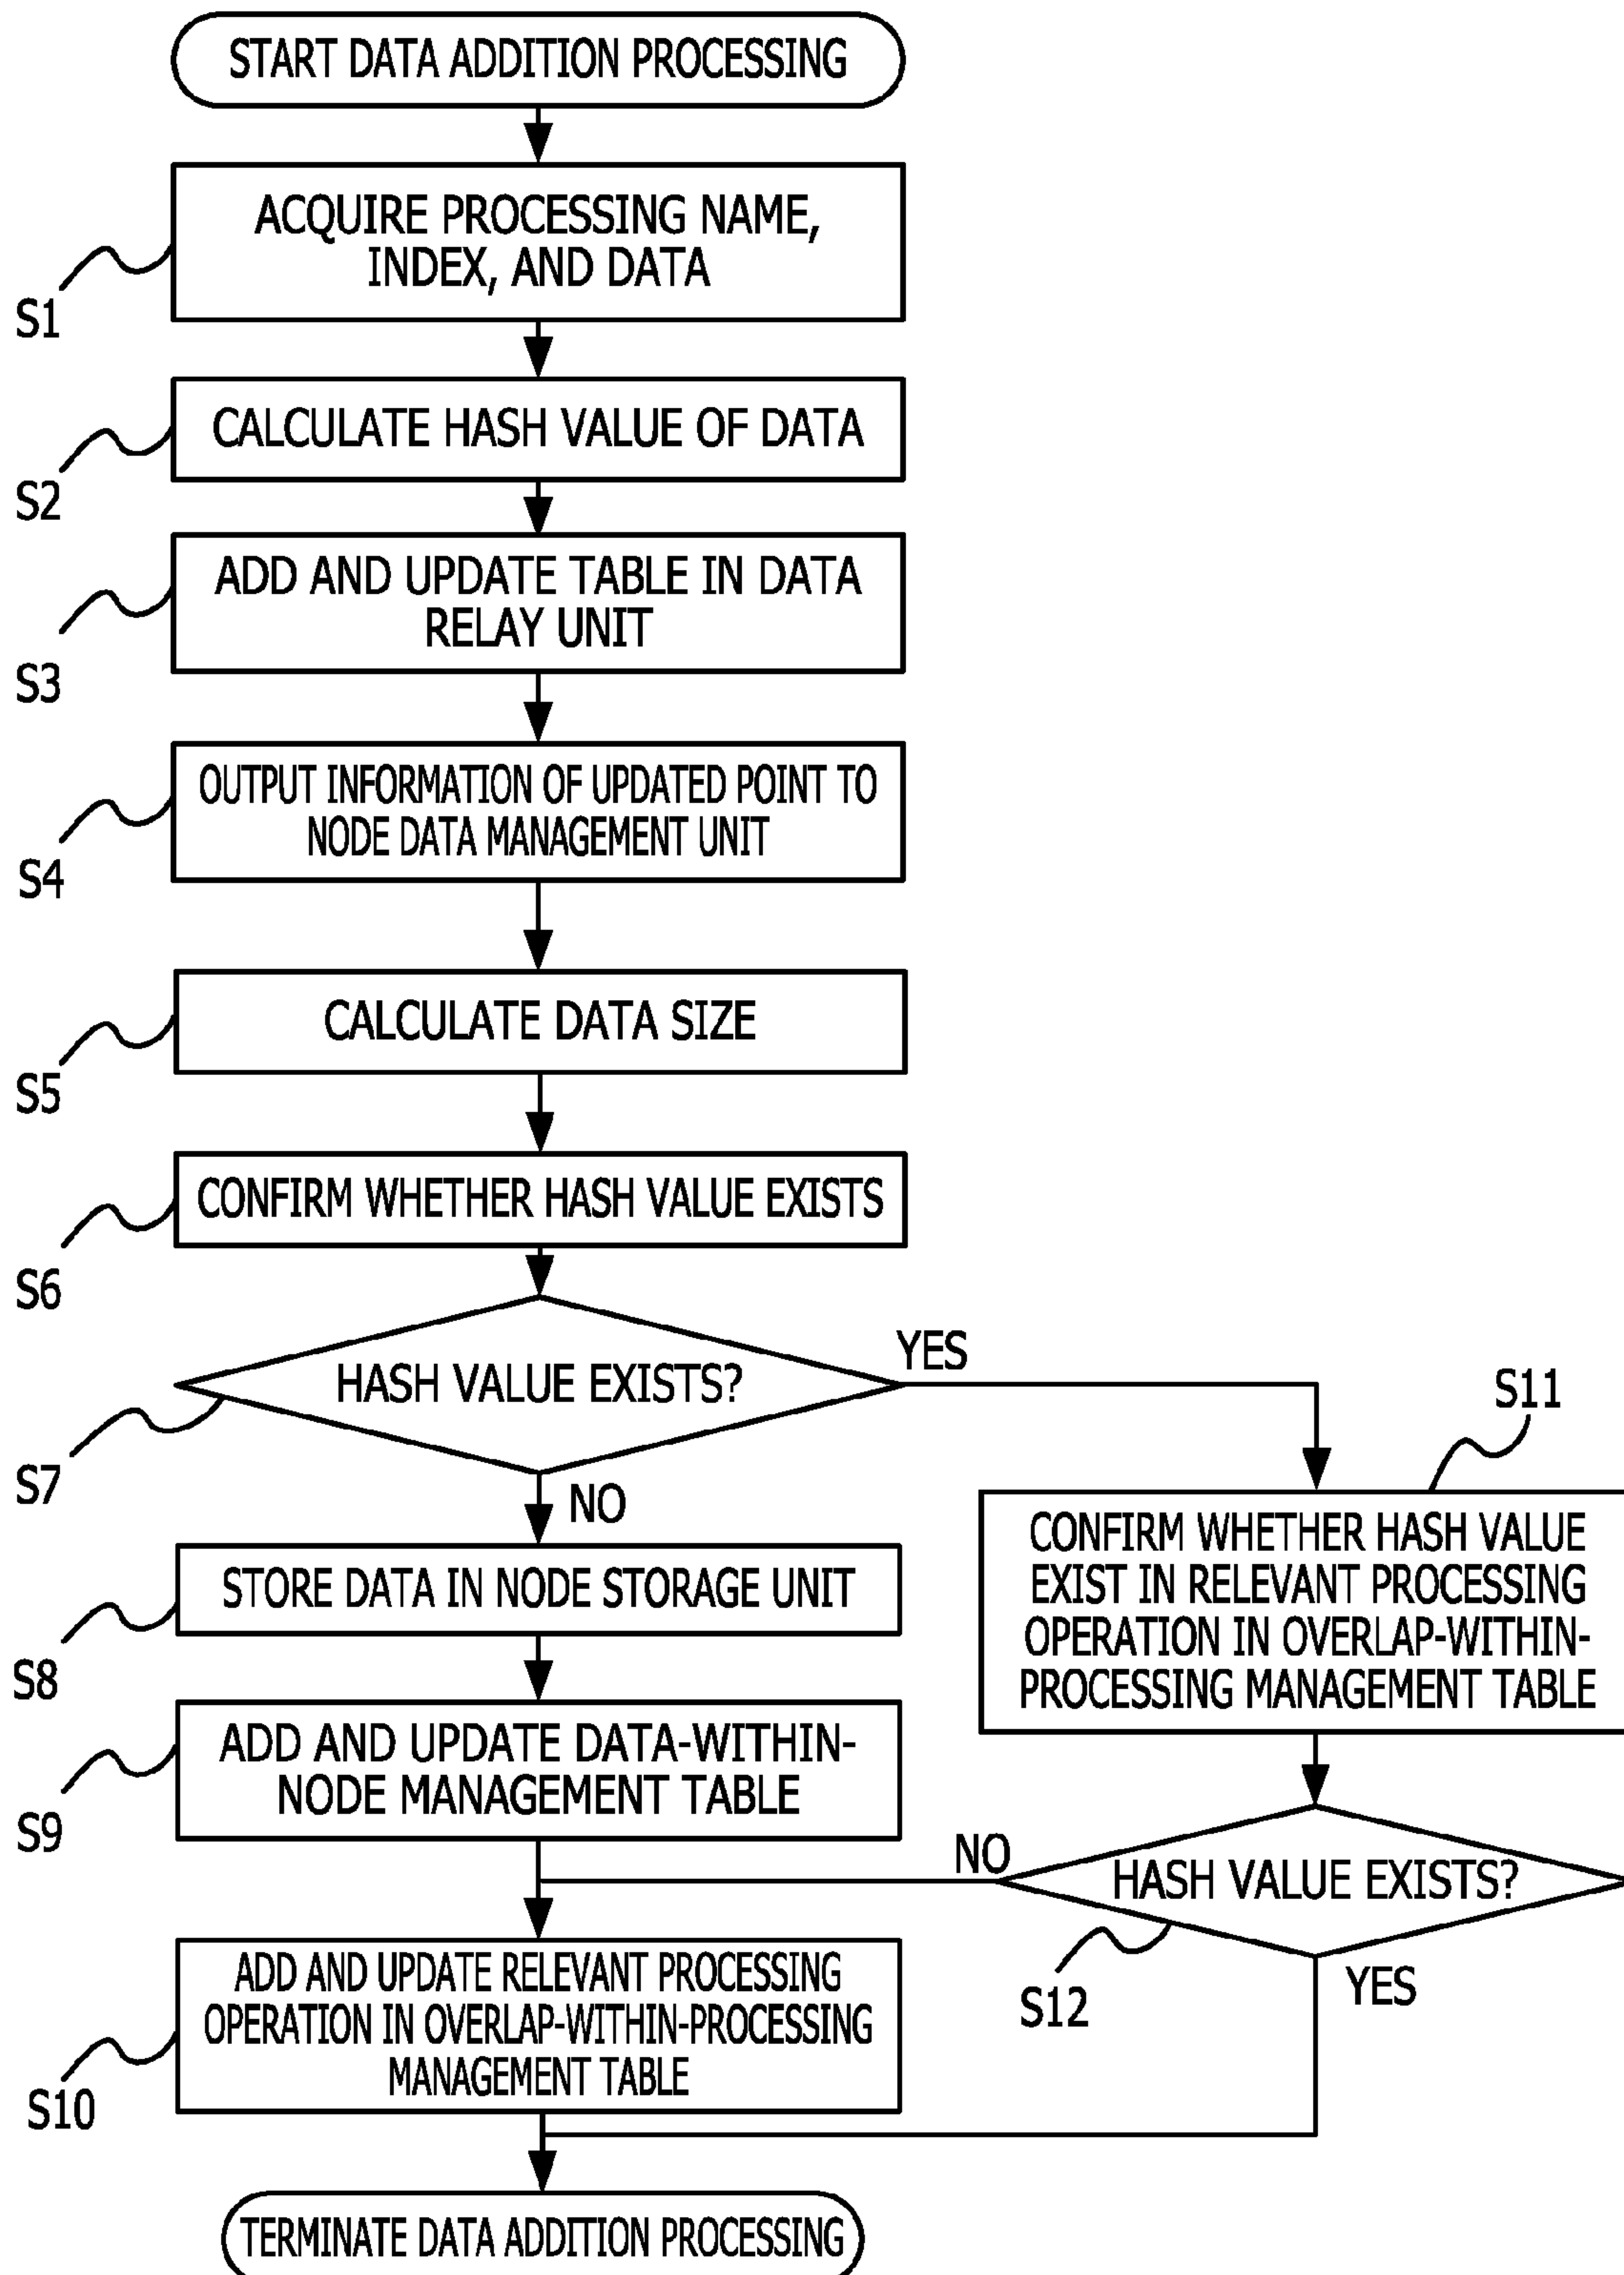 START DATA ADDITION PROCESSING
ACQUIRE PROCESSING NAME,
INDEX, AND DATA
S1
CALCULATE HASH VALUE OF DATA
S2
ADD AND UPDATE TABLE IN DATA
RELAY UNIT
S3
OUTPUT INFORMATION OF UPDATED POINT TO
NODE DATA MANAGEMENT UNIT
S4
CALCULATE DATA SIZE
S5
CONFIRM WHETHER HASH VALUE EXISTS
S6
HASH VALUE EXISTS?
YES
S7
NO
STORE DATA IN NODE STORAGE UNIT
S8
ADD AND UPDATE DATA-WITHIN-
NODE MANAGEMENT TABLE
S9
S11
CONFIRM WHETHER HASH VALUE
EXIST IN RELEVANT PROCESSING
OPERATION IN OVERLAP-WITHIN-
PROCESSING MANAGEMENT TABLE
NO
HASH VALUE EXISTS?
S12
YES
ADD AND UPDATE RELEVANT PROCESSING
OPERATION IN OVERLAP-WITHIN-PROCESSING
MANAGEMENT TABLE
S10
TERMINATE DATA ADDITION PROCESSING